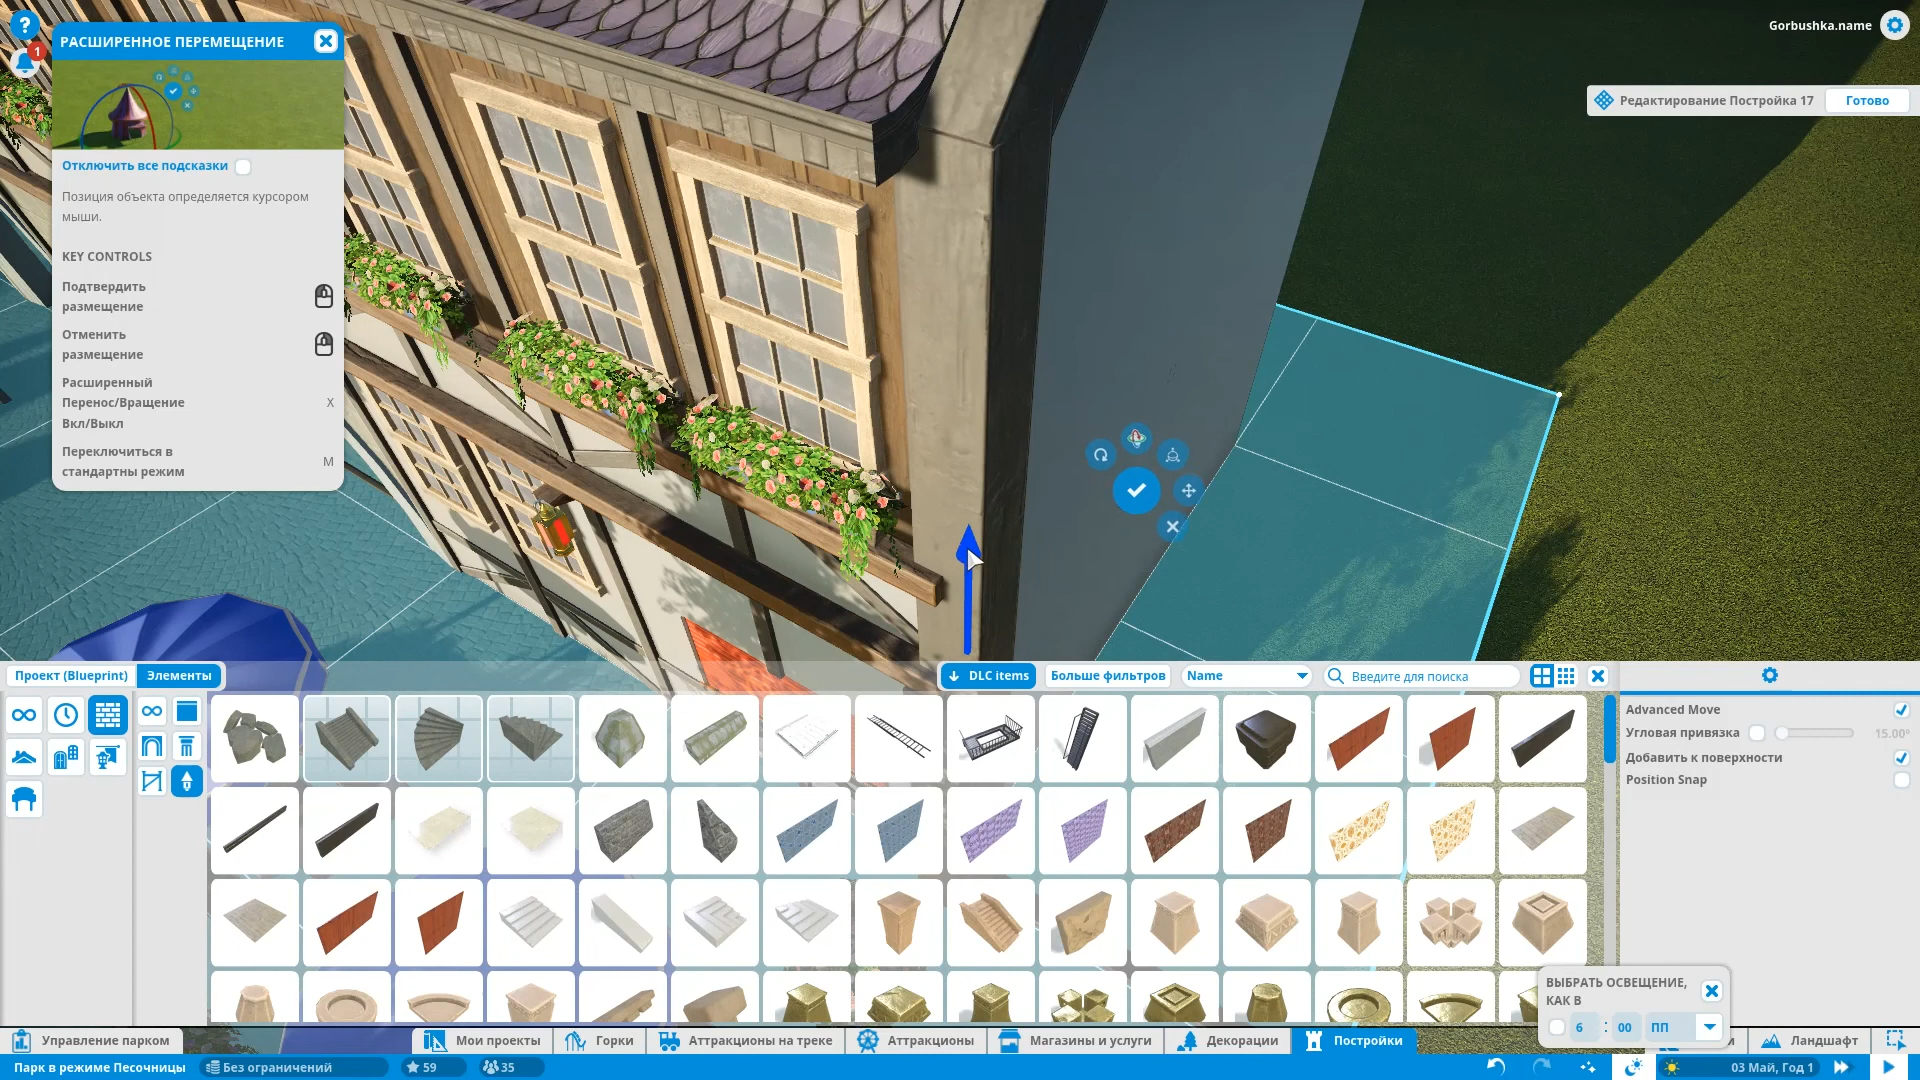 ?
1
РАСШИРЕННОЕ ПЕРЕМЕЩЕНИЕ
Отключить все подсказки
Позиция объекта определяется курсором
мыши.
KEY CONTROLS
Подтвердить
размещение
Отменить
размещение
Расширенный
Перенос/Вращение
Вкл/Выкл
X
Переключиться в
стандартны режим
M
Gorbushka.name
Редактирование Постройка 17
Готово
Проект (Blueprint)
Элементы
DLC items
Больше фильтров
Name
Введите для поиска
Advanced Move
Угловая привязка
15.00°
Добавить к поверхности
Position Snap
ВЫБРАТЬ ОСВЕЩЕНИЕ,
КАК В
6 : 00 ПП
Управление парком
Мои проекты
Горки
Аттракционы на треке
Аттракционы
Магазины и услуги
Декорации
Постройки
Ландшафт
Парк в режиме Песочницы
Без ограничений
59
35
03 Май, Год 1